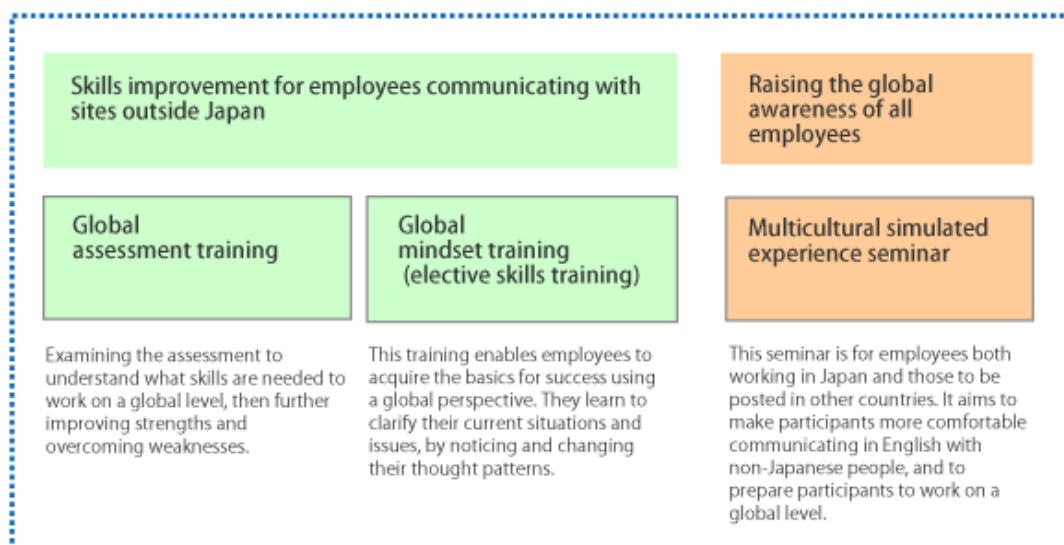 Skills improvement for employees communicating with
sites outside Japan
Raising the global
awareness of all
employees
Global
assessment training
Global
mindset training
(elective skills training)
Multicultural simulated
experience seminar
Examining the assessment to
understand what skills are needed to
work on a global level, then further
improving strengths and
overcoming weaknesses.
This training enables employees to
acquire the basics for success using
a global perspective. They learn to
clarify their current situations and
issues, by noticing and changing
their thought patterns.
This seminar is for employees both
working in Japan and those to be
posted in other countries. It aims to
make participants more comfortable
communicating in English with
non-Japanese people, and to
prepare participants to work on a
global level.